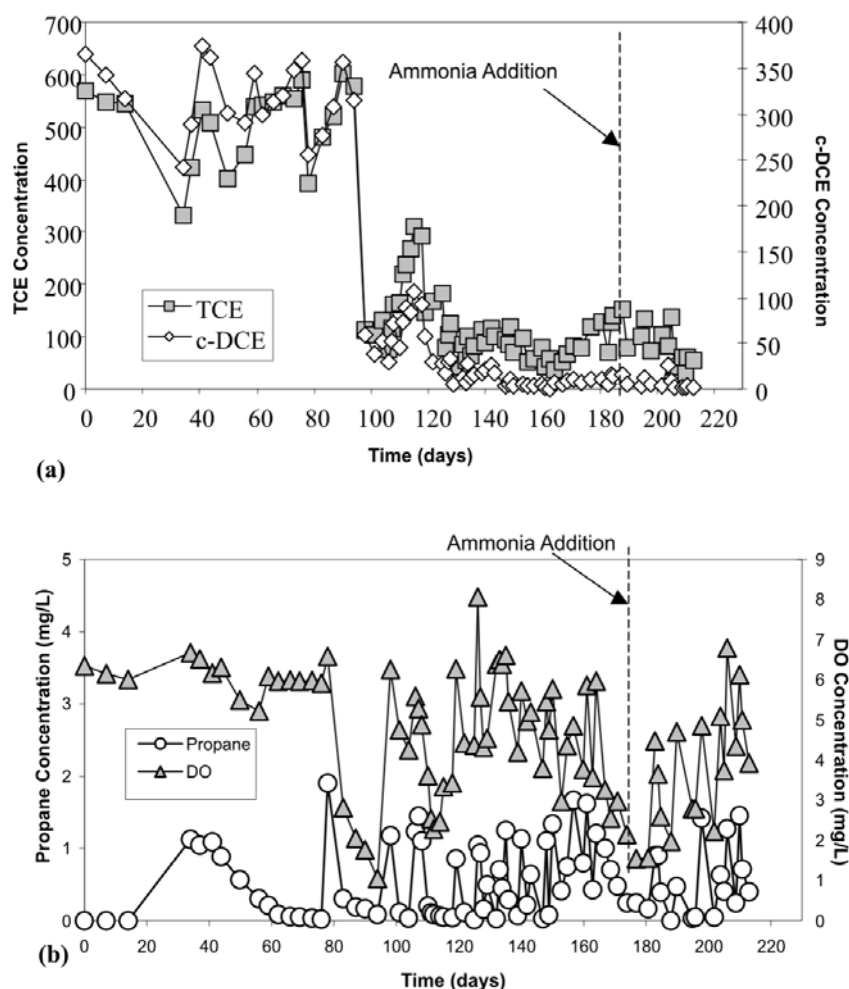 700
600
500
400
300
200
100
0
TCE Concentration
400
350
300
250
200
150
100
50
0
c-DCE Concentration
Ammonia Addition
TCE
c-DCE
0 20 40 60 80 100 120 140 160 180 200 220
Time (days)
(a)
Ammonia Addition
5
4
3
2
1
0
Propane Concentration (mg/L)
9
8
7
6
5
4
3
2
1
0
DO Concentration (mg/L)
Propane
DO
0 20 40 60 80 100 120 140 160 180 200 220
(b)
Time (days)